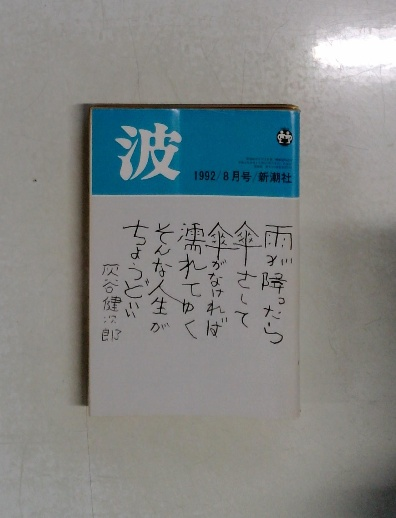 波
1992/8月号/新潮社
雨が降ったら
傘さして
傘がなければ
濡れてゆく
そんな人生が
ちょうどいい
灰谷健次郎